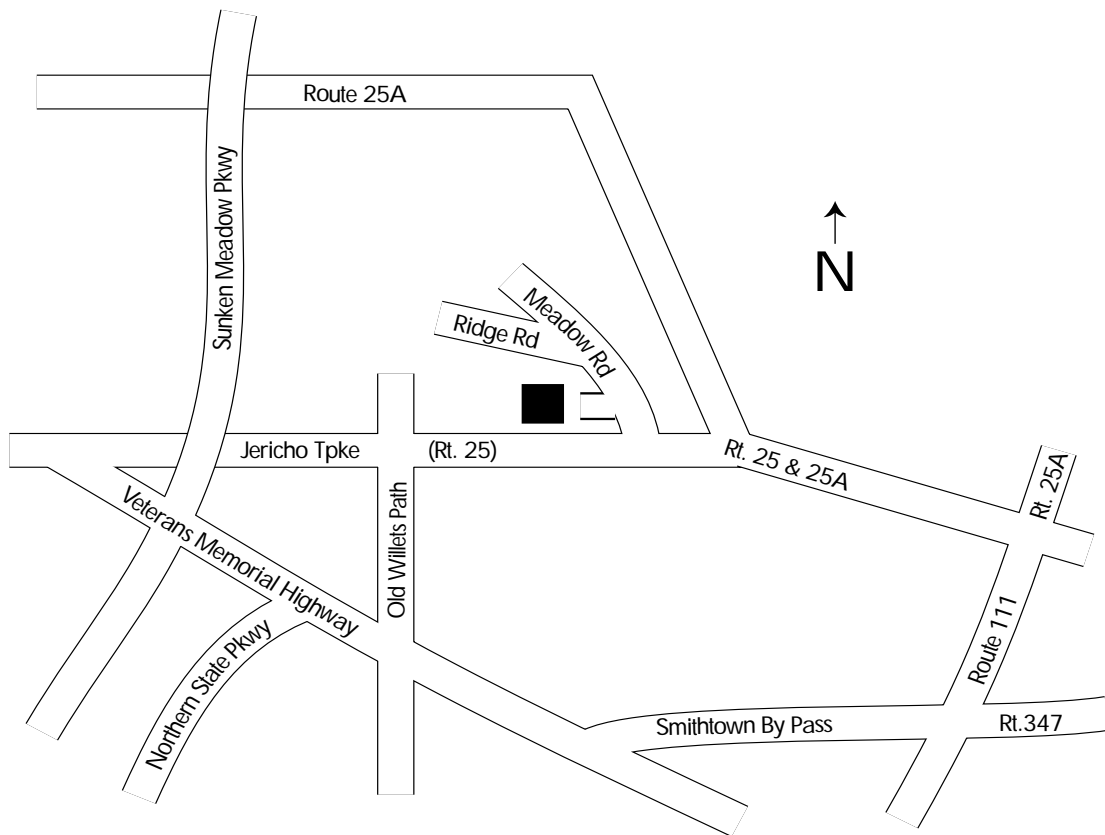 Route 25A
Sunken Meadow Pkwy
N
Meadow Rd
Ridge Rd
Jericho Tpke
(Rt. 25)
Rt. 25 & 25A
Rt. 25A
Veterans Memorial Highway
Old Willets Path
Northern State Pkwy
Route 111
Smithtown By Pass
Rt.347